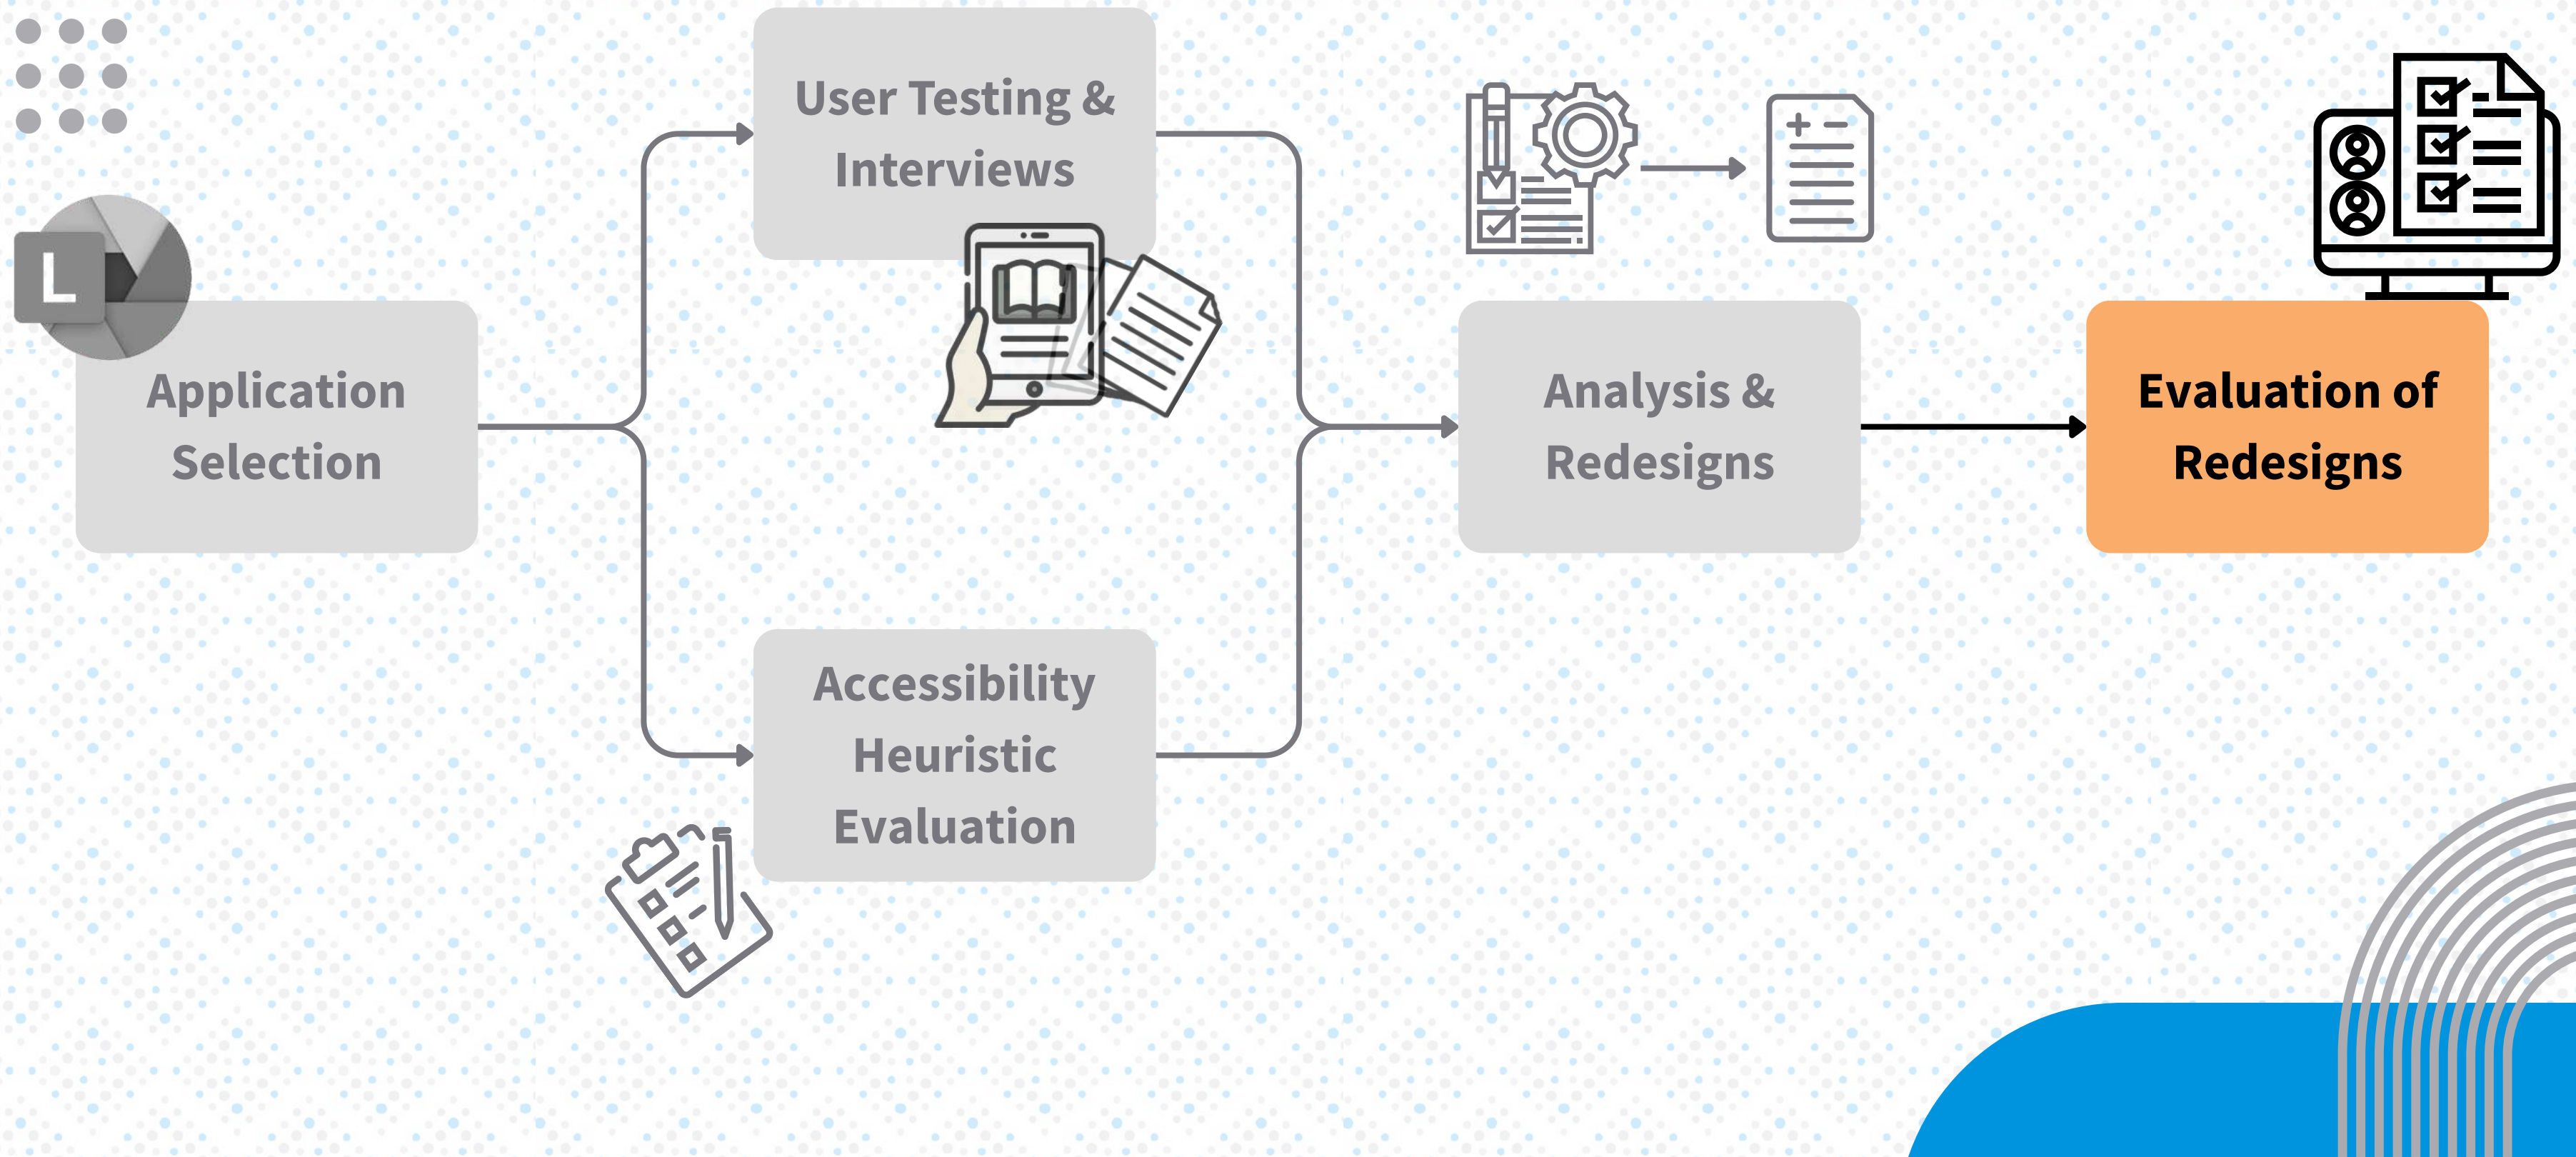 User Testing &
Interviews
L
Application
Selection
Analysis &
Redesigns
Evaluation of
Redesigns
Accessibility
Heuristic
Evaluation